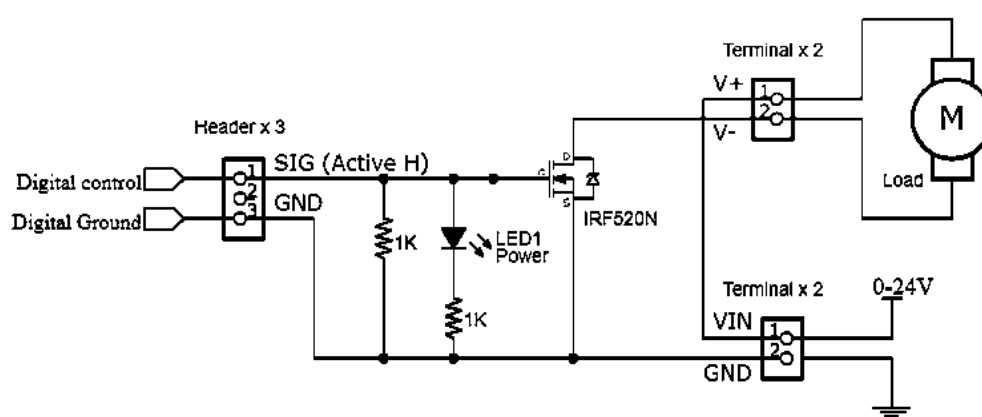 Terminal x 2
V+
1
2
V-
M
Load
Header x 3
Digital control
Digital Ground
1
2
3
SIG (Active H)
GND
1K
LED1
Power
1K
G
D
S
IRF520N
0-24V
Terminal x 2
VIN
1
2
GND